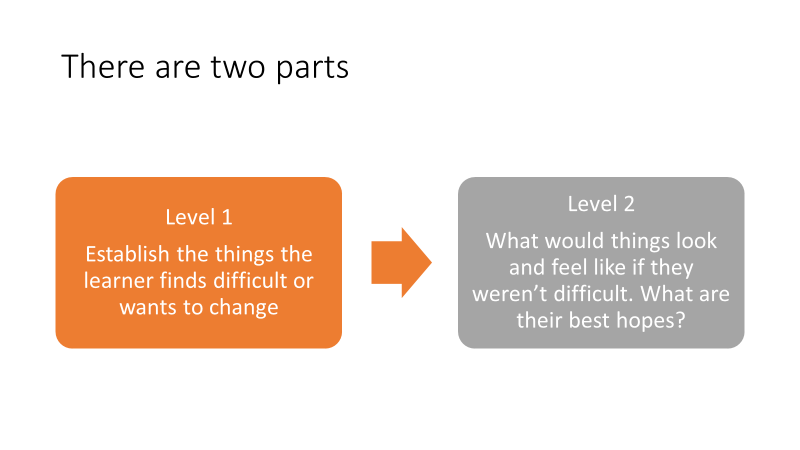 There are two parts
Level 1
Establish the things the
learner finds difficult or
wants to change
Level 2
What would things look
and feel like if they
weren’t difficult. What are
their best hopes?